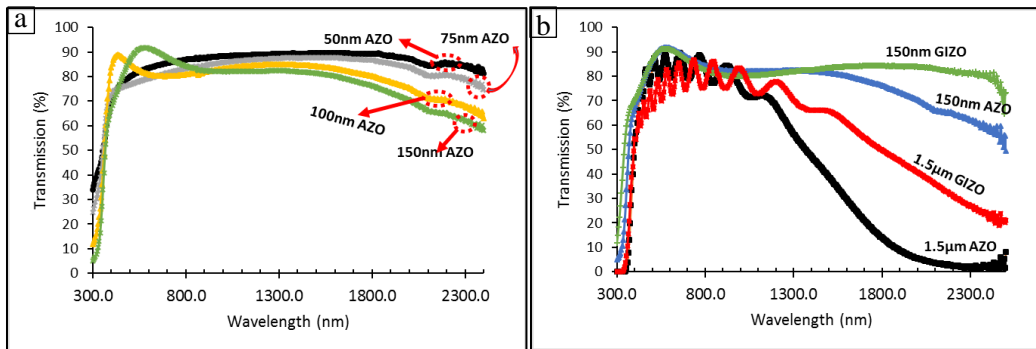 a
Transmission (%)
100
90
80
70
60
50
40
30
20
10
0
50nm AZO
75nm AZO
100nm AZO
150nm AZO
300.0 800.0 1300.0 1800.0 2300.0
Wavelength (nm)
b
Transmission (%)
100
90
80
70
60
50
40
30
20
10
0
150nm GIZO
150nm AZO
1.5µm GIZO
1.5µm AZO
300.0 800.0 1300.0 1800.0 2300.0
Wavelength (nm)